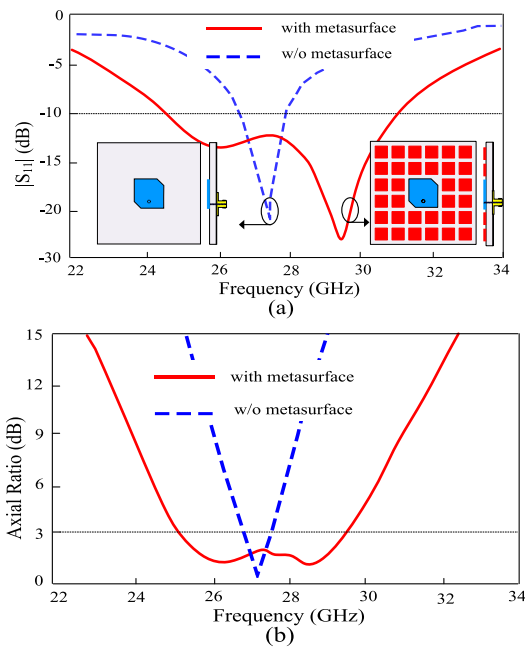 0
-5
-10
-15
-20
-30
|S₁₁| (dB)
with metasurface
w/o metasurface
22 24 26 28 30 32 34
Frequency (GHz)
(a)
15
12
9
6
3
0
Axial Ratio (dB)
with metasurface
w/o metasurface
22 24 26 28 30 32 34
Frequency (GHz)
(b)